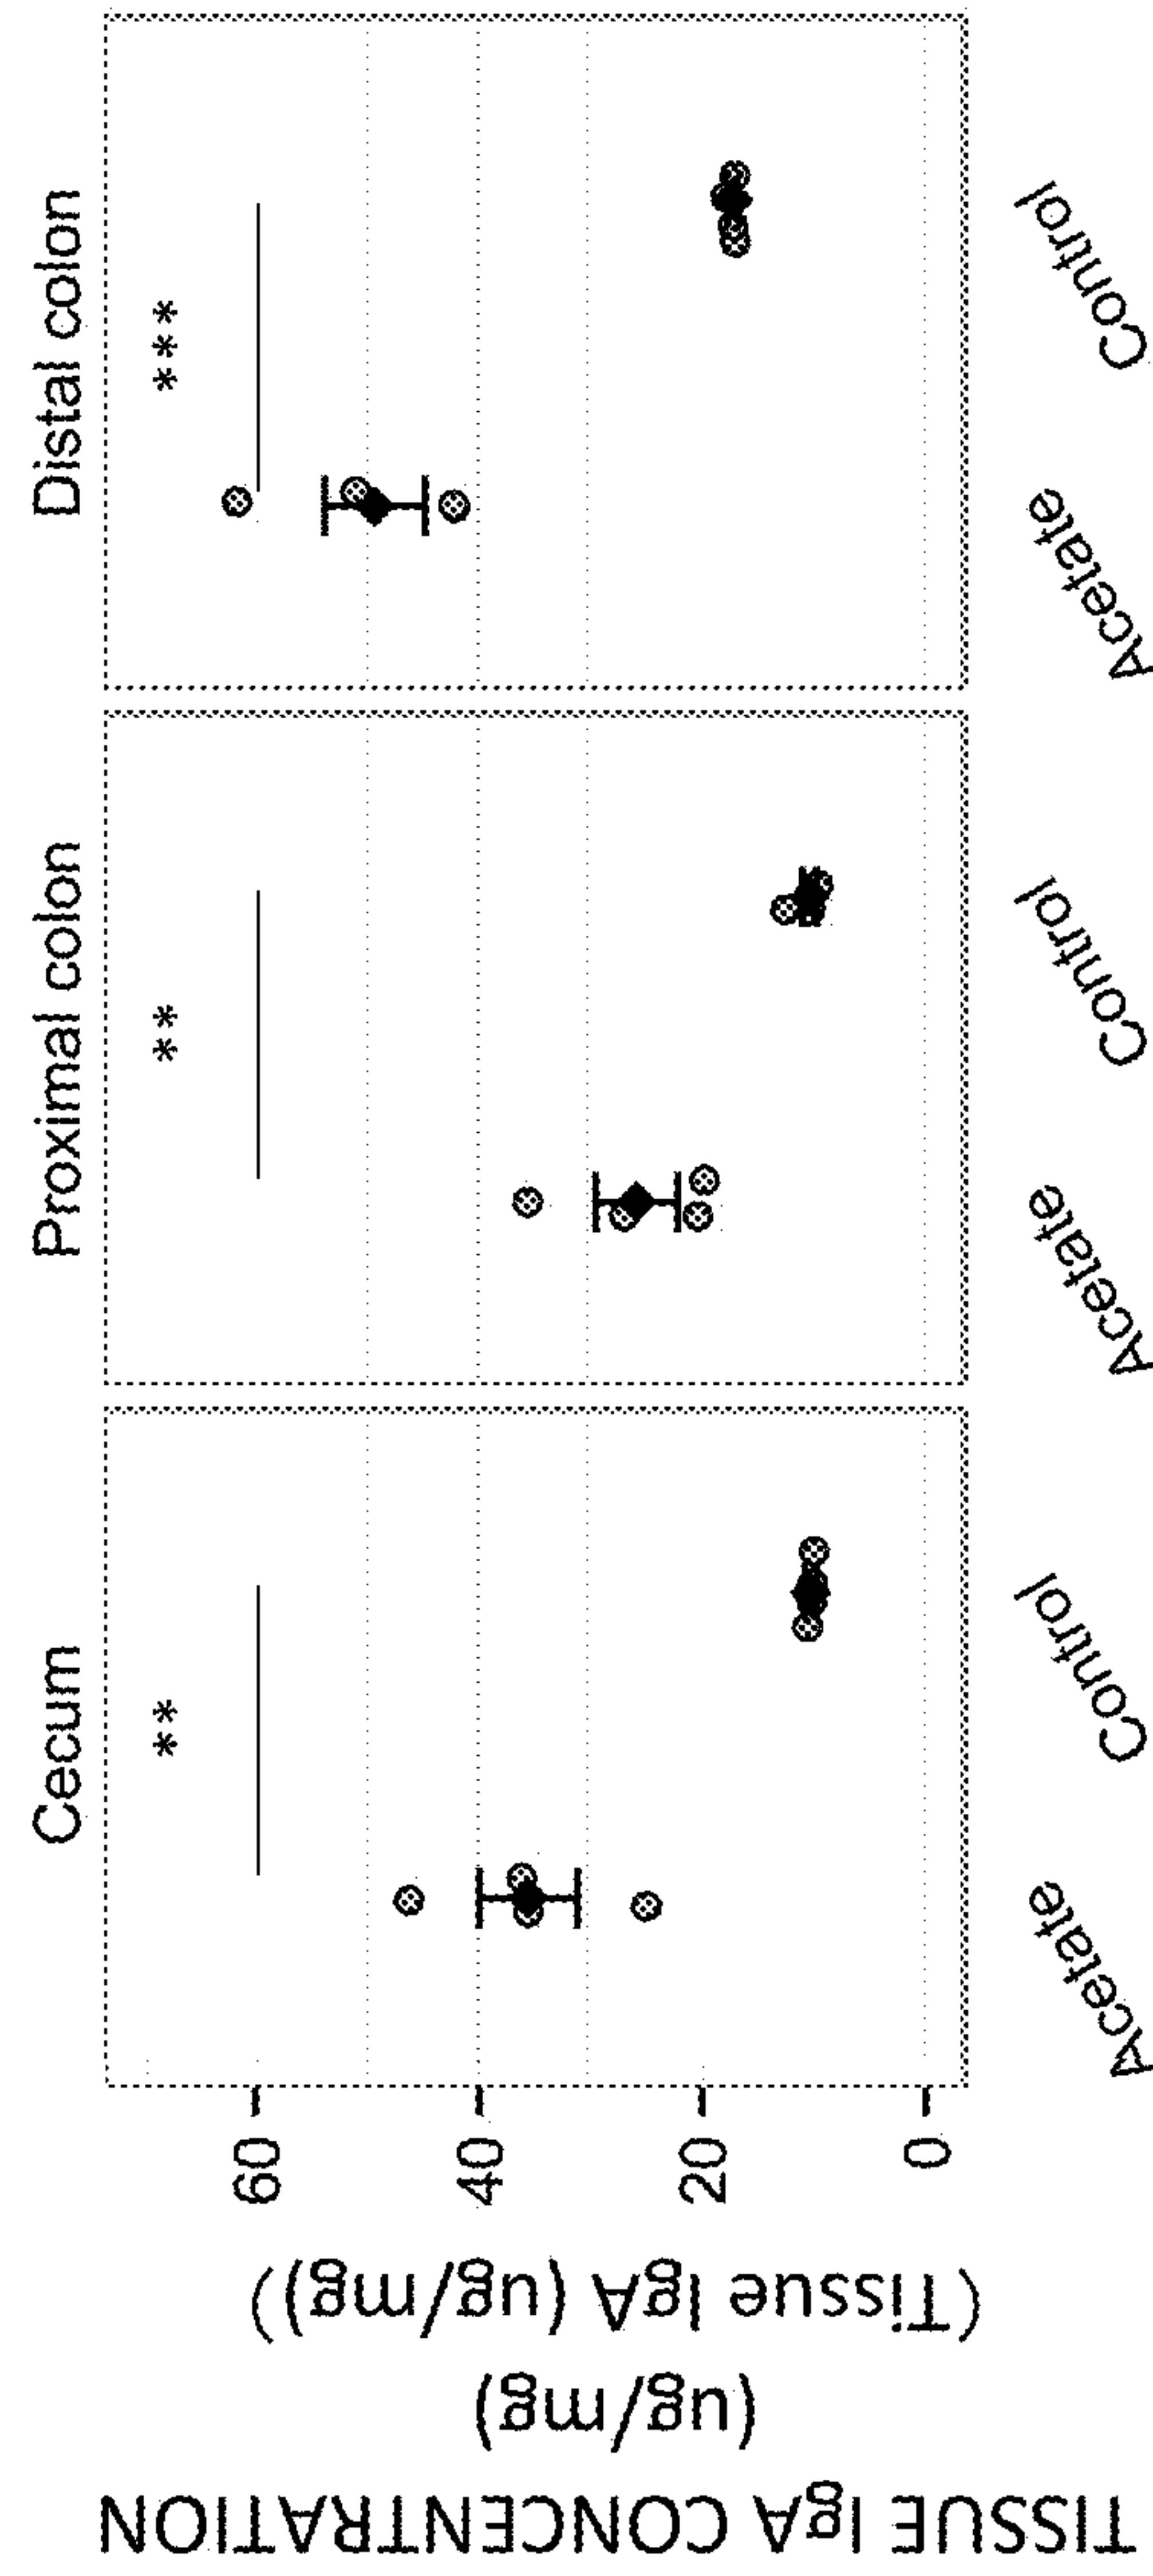 TISSUE IgA CONCENTRATION
(ug/mg)
(Tissue IgA (ug/mg))
60
40
20
0
Cecum
**
Acetate
Control
Proximal colon
**
Acetate
Control
Distal colon
***
Acetate
Control